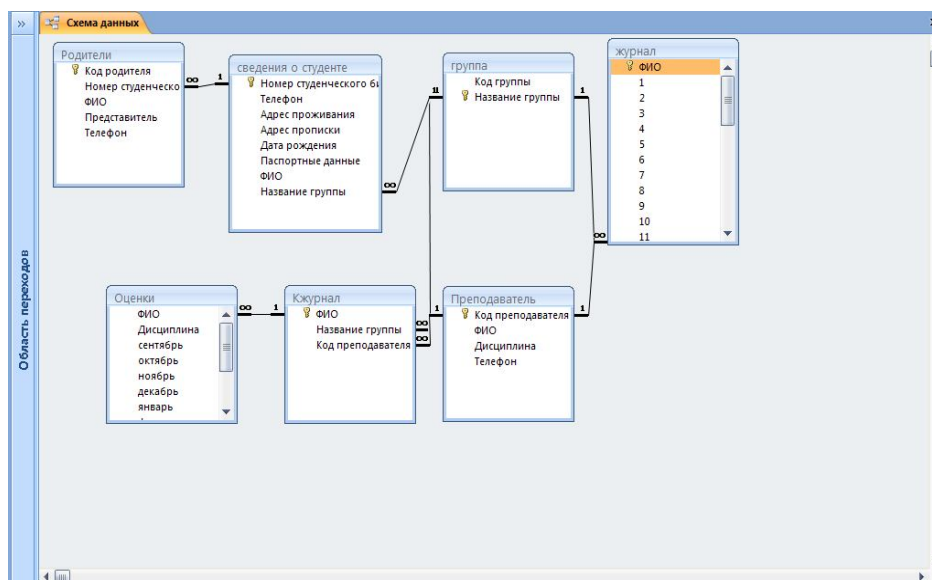 »
Схема данных
Область переходов
Родители
Код родителя
Номер студенческо
ФИО
Представитель
Телефон
∞
1
сведения о студенте
Номер студенческого би
Телефон
Адрес проживания
Адрес прописки
Дата рождения
Паспортные данные
ФИО
Название группы
∞
1
1
группа
Код группы
Название группы
1
журнал
ФИО
1
2
3
4
5
6
7
8
9
10
11
∞
Оценки
ФИО
Дисциплина
сентябрь
октябрь
ноябрь
декабрь
январь
∞
1
Кжурнал
ФИО
Название группы
Код преподавателя
∞
∞
1
Преподаватель
Код преподавателя
ФИО
Дисциплина
Телефон
1